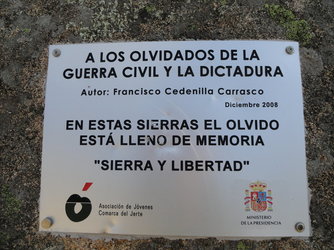 A LOS OLVIDADOS DE LA
GUERRA CIVIL Y LA DICTADURA
Autor: Francisco Cedenilla Carrasco
Diciembre 2008
EN ESTAS SIERRAS EL OLVIDO
ESTÁ LLENO DE MEMORIA
"SIERRA Y LIBERTAD"
Asociación de Jóvenes
Comarca del Jerte
MINISTERIO
DE LA PRESIDENCIA